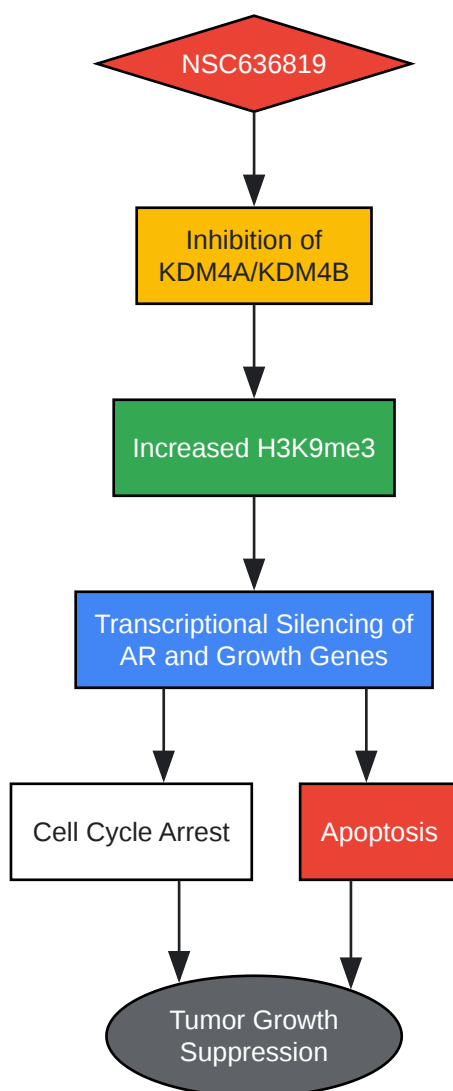 NSC636819
Inhibition of
KDM4A/KDM4B
Increased H3K9me3
Transcriptional Silencing of
AR and Growth Genes
Cell Cycle Arrest
Apoptosis
Tumor Growth
Suppression